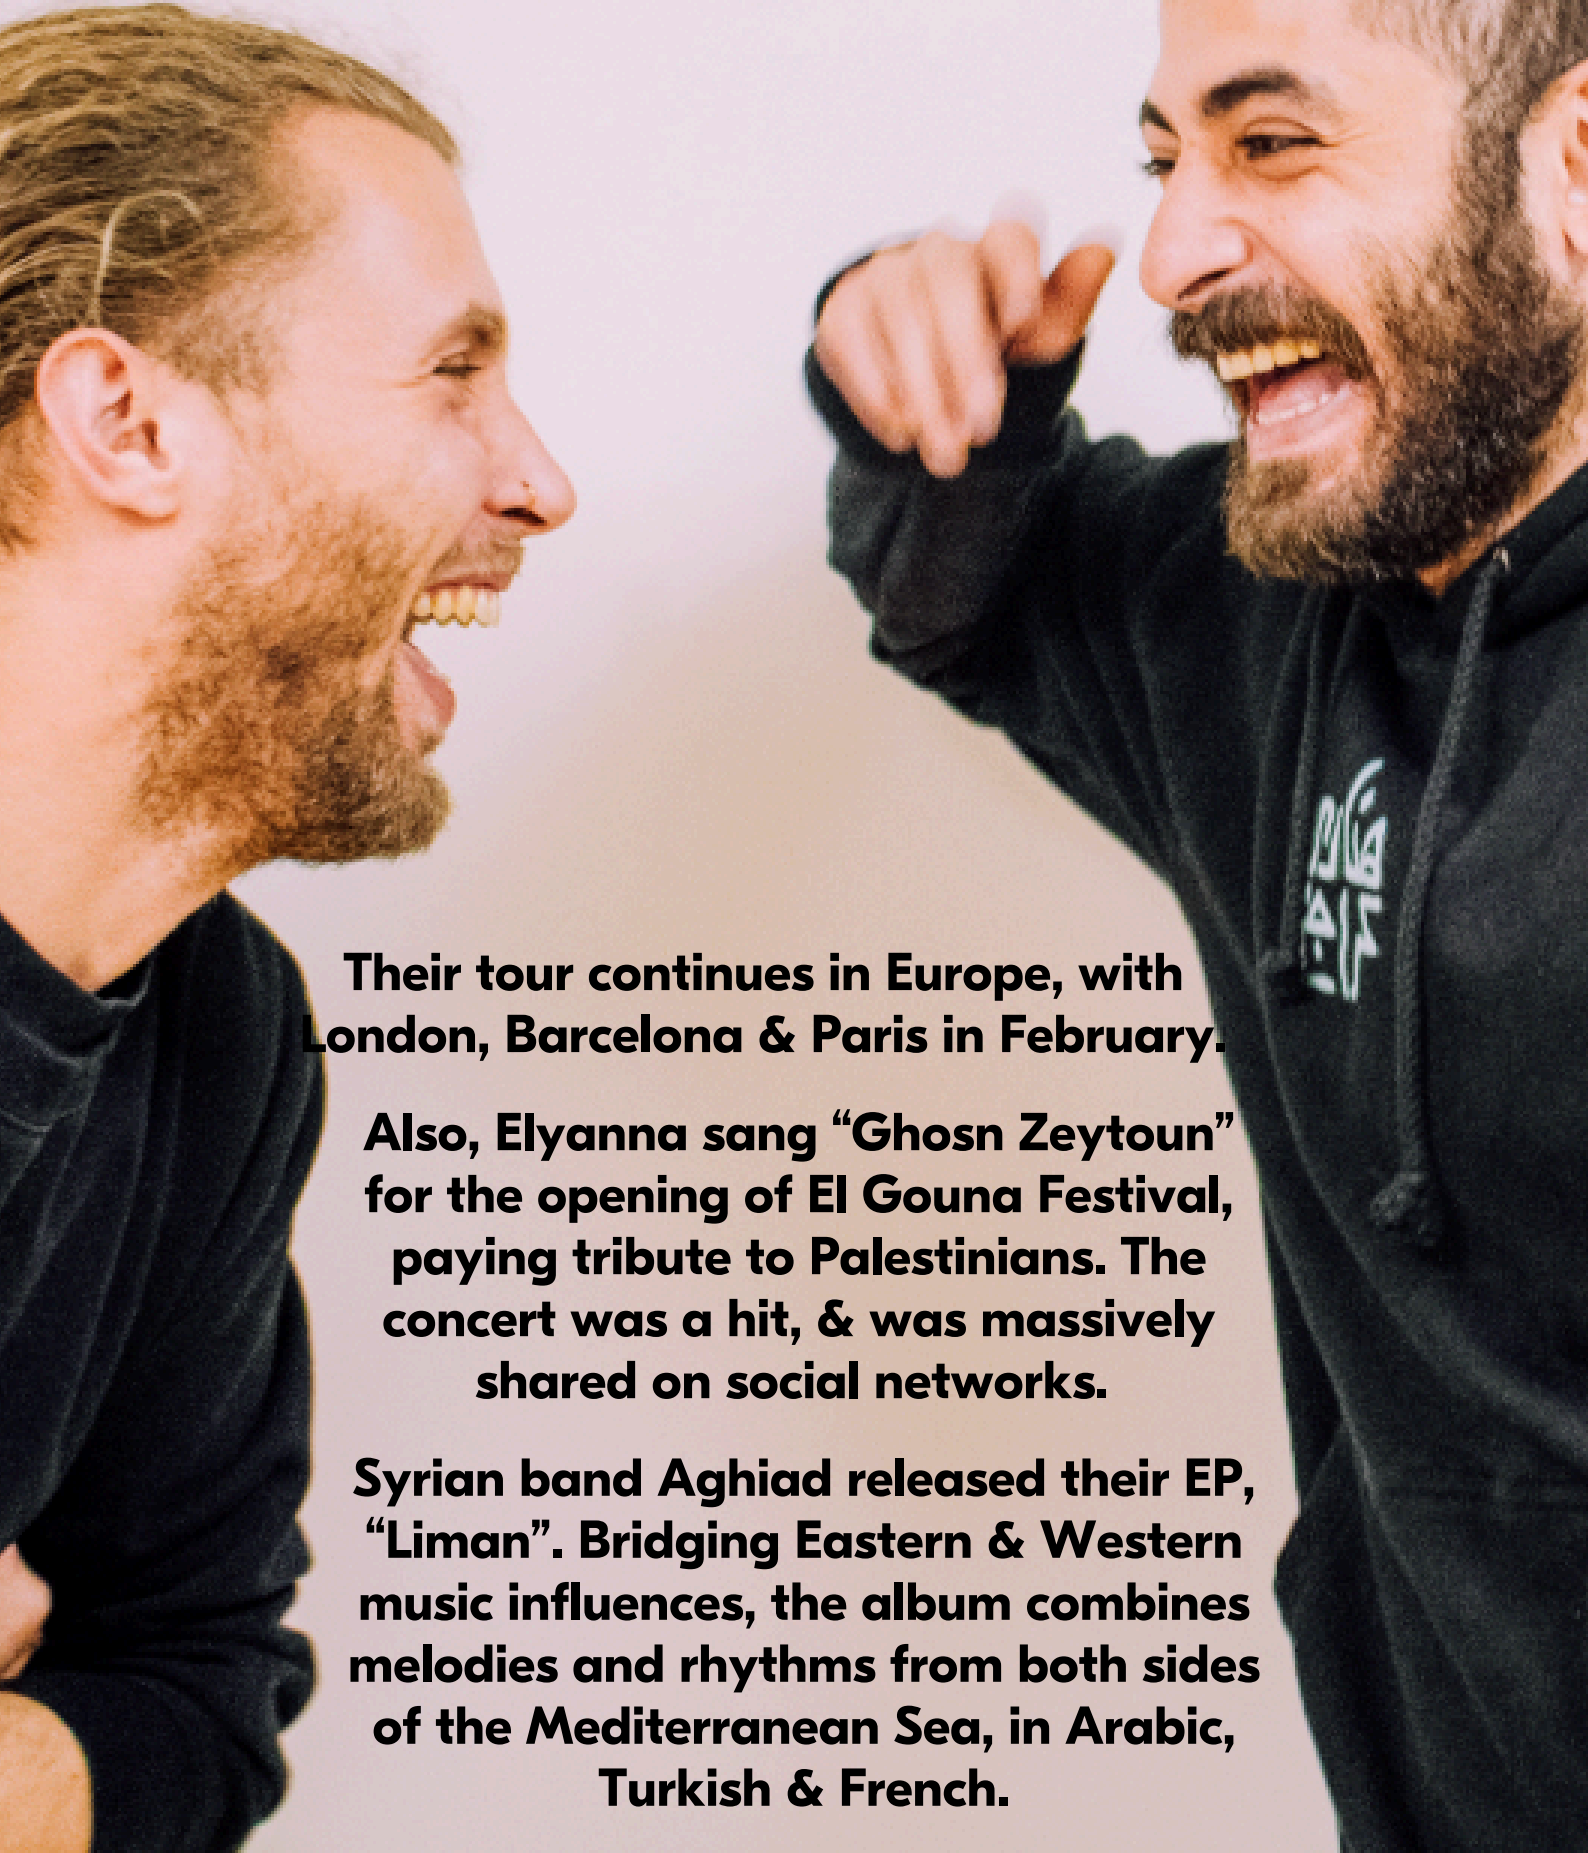 Their tour continues in Europe, with
London, Barcelona & Paris in February.
Also, Elyanna sang “Ghosn Zeytoun”
for the opening of El Gouna Festival,
paying tribute to Palestinians. The
concert was a hit, & was massively
shared on social networks.
Syrian band Aghiad released their EP,
“Liman”. Bridging Eastern & Western
music influences, the album combines
melodies and rhythms from both sides
of the Mediterranean Sea, in Arabic,
Turkish & French.